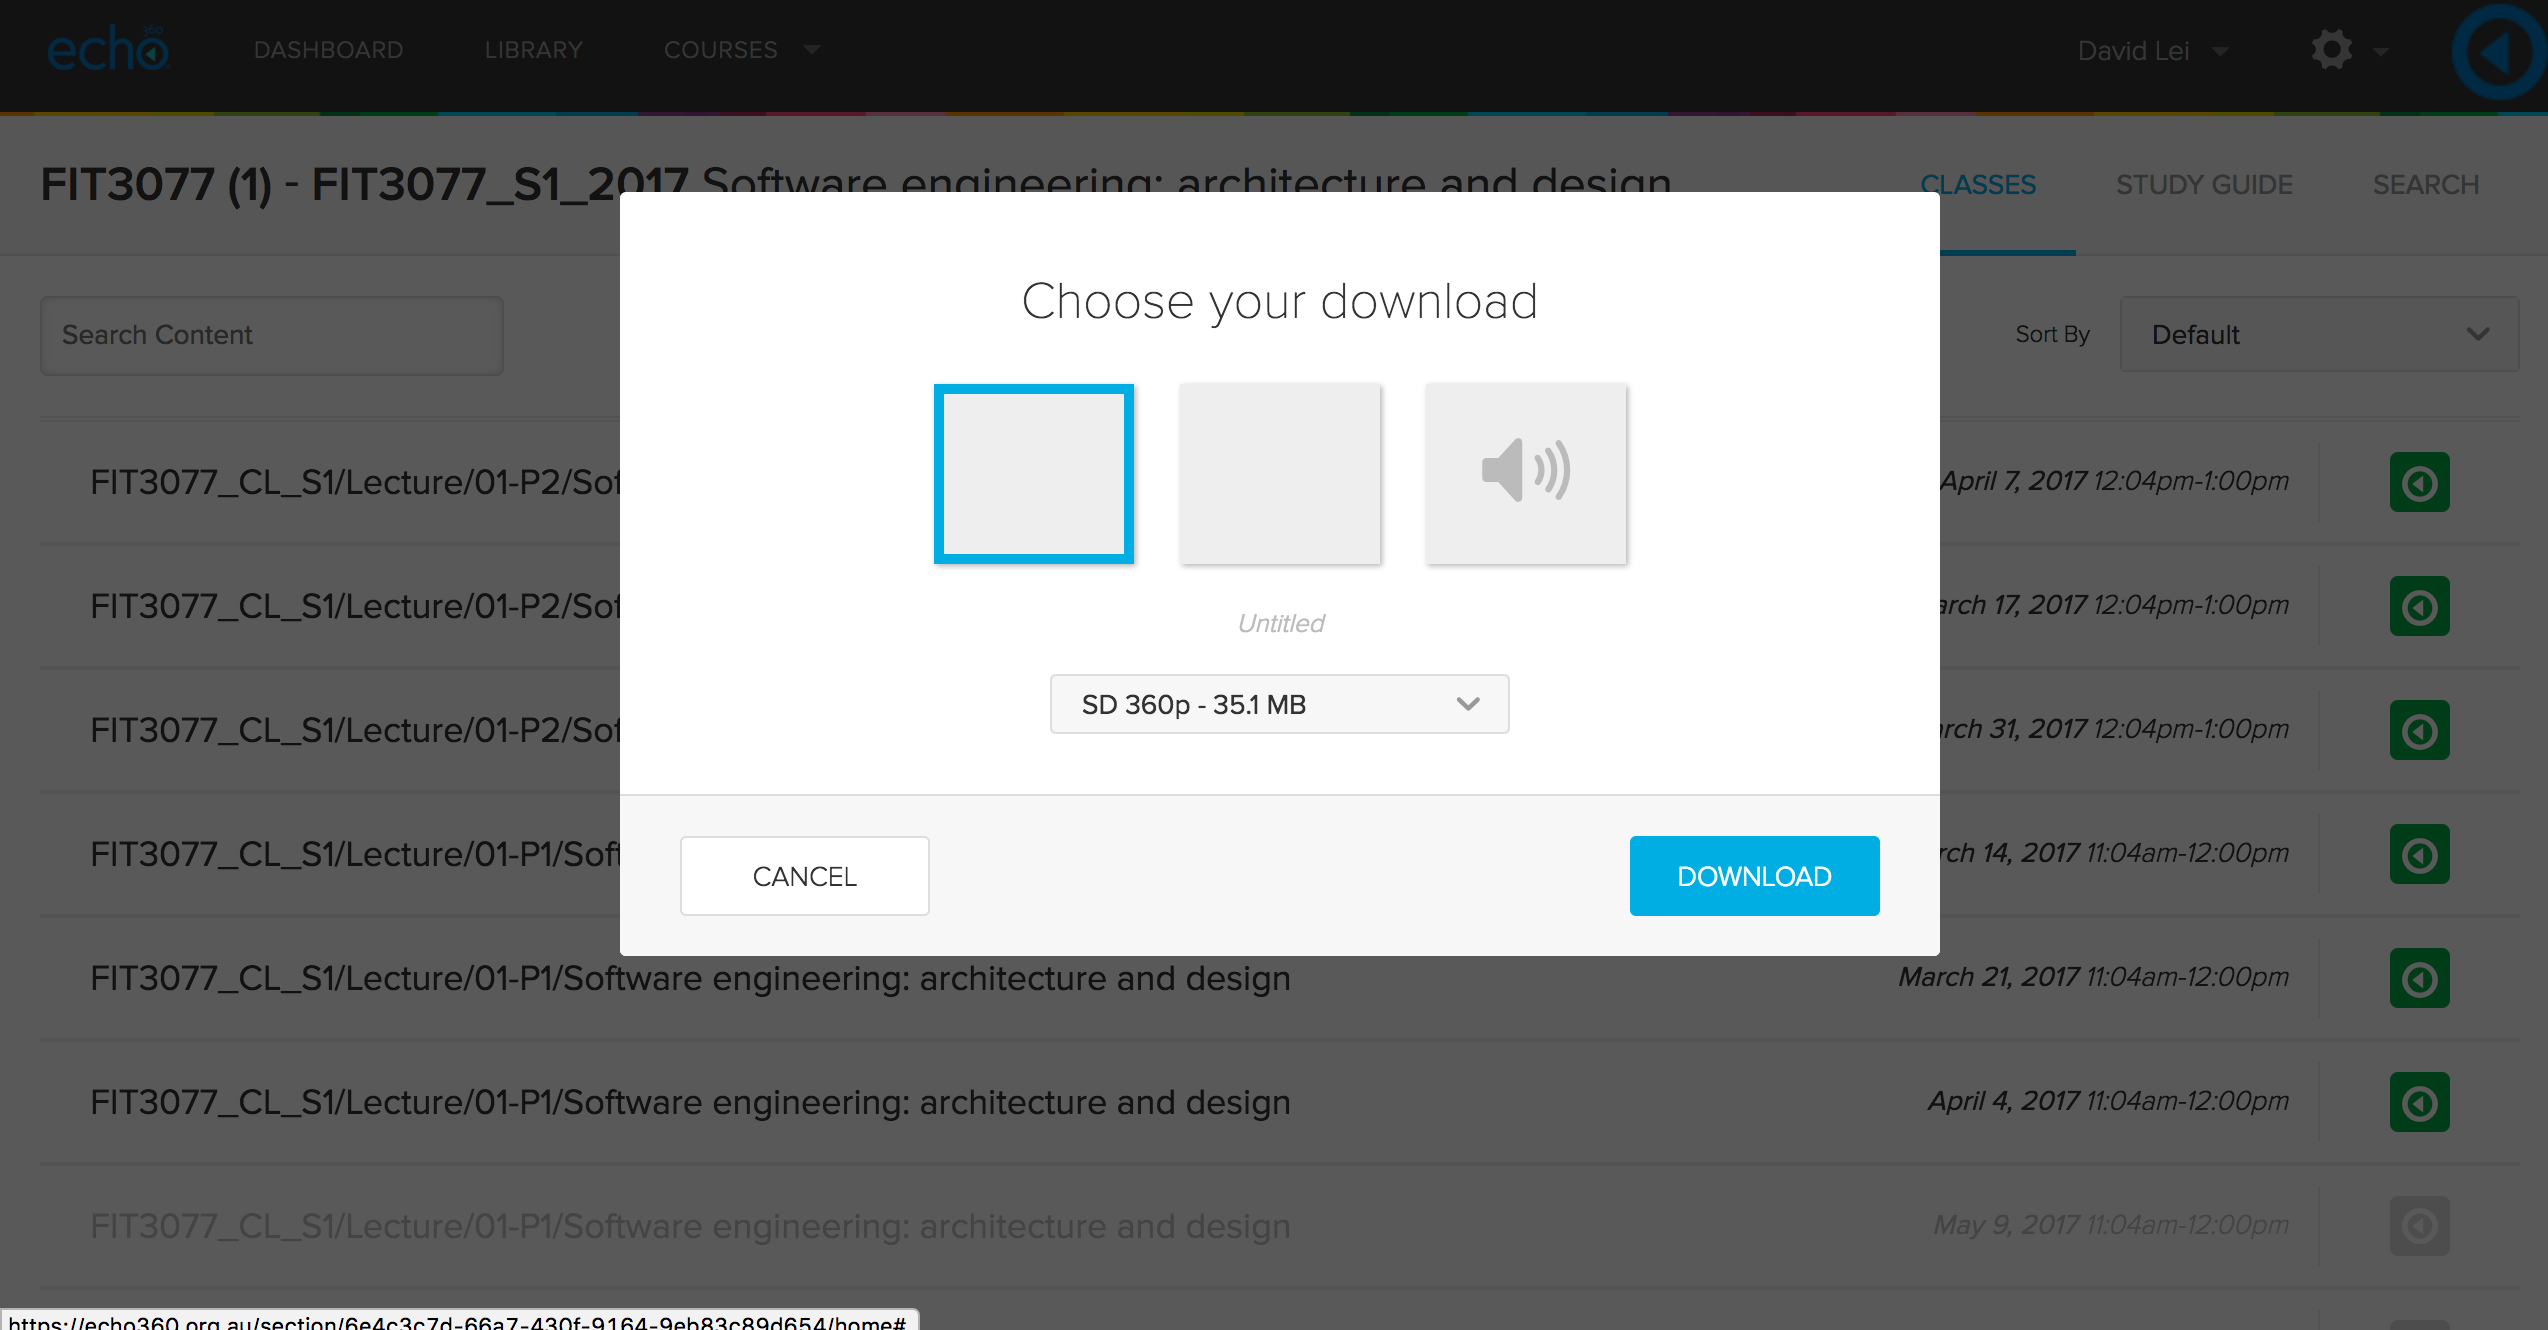 echo 360
DASHBOARD
LIBRARY
COURSES
David Lei
FIT3077 (1) - FIT3077_S1_2017 Software engineering: architecture and design
CLASSES
STUDY GUIDE
SEARCH
Search Content
Sort By
Default
Choose your download
Untitled
SD 360p - 35.1 MB
CANCEL
DOWNLOAD
FIT3077_CL_S1/Lecture/01-P2/Sof
April 7, 2017 12:04pm-1:00pm
FIT3077_CL_S1/Lecture/01-P2/Sof
arch 17, 2017 12:04pm-1:00pm
FIT3077_CL_S1/Lecture/01-P2/Sof
rch 31, 2017 12:04pm-1:00pm
FIT3077_CL_S1/Lecture/01-P1/Soft
rch 14, 2017 11:04am-12:00pm
FIT3077_CL_S1/Lecture/01-P1/Software engineering: architecture and design
March 21, 2017 11:04am-12:00pm
FIT3077_CL_S1/Lecture/01-P1/Software engineering: architecture and design
April 4, 2017 11:04am-12:00pm
FIT3077_CL_S1/Lecture/01-P1/Software engineering: architecture and design
May 9, 2017 11:04am-12:00pm
https://echo360.org.au/section/6e4c3c7d-66a7-430f-9164-9eb83c89d654/home#